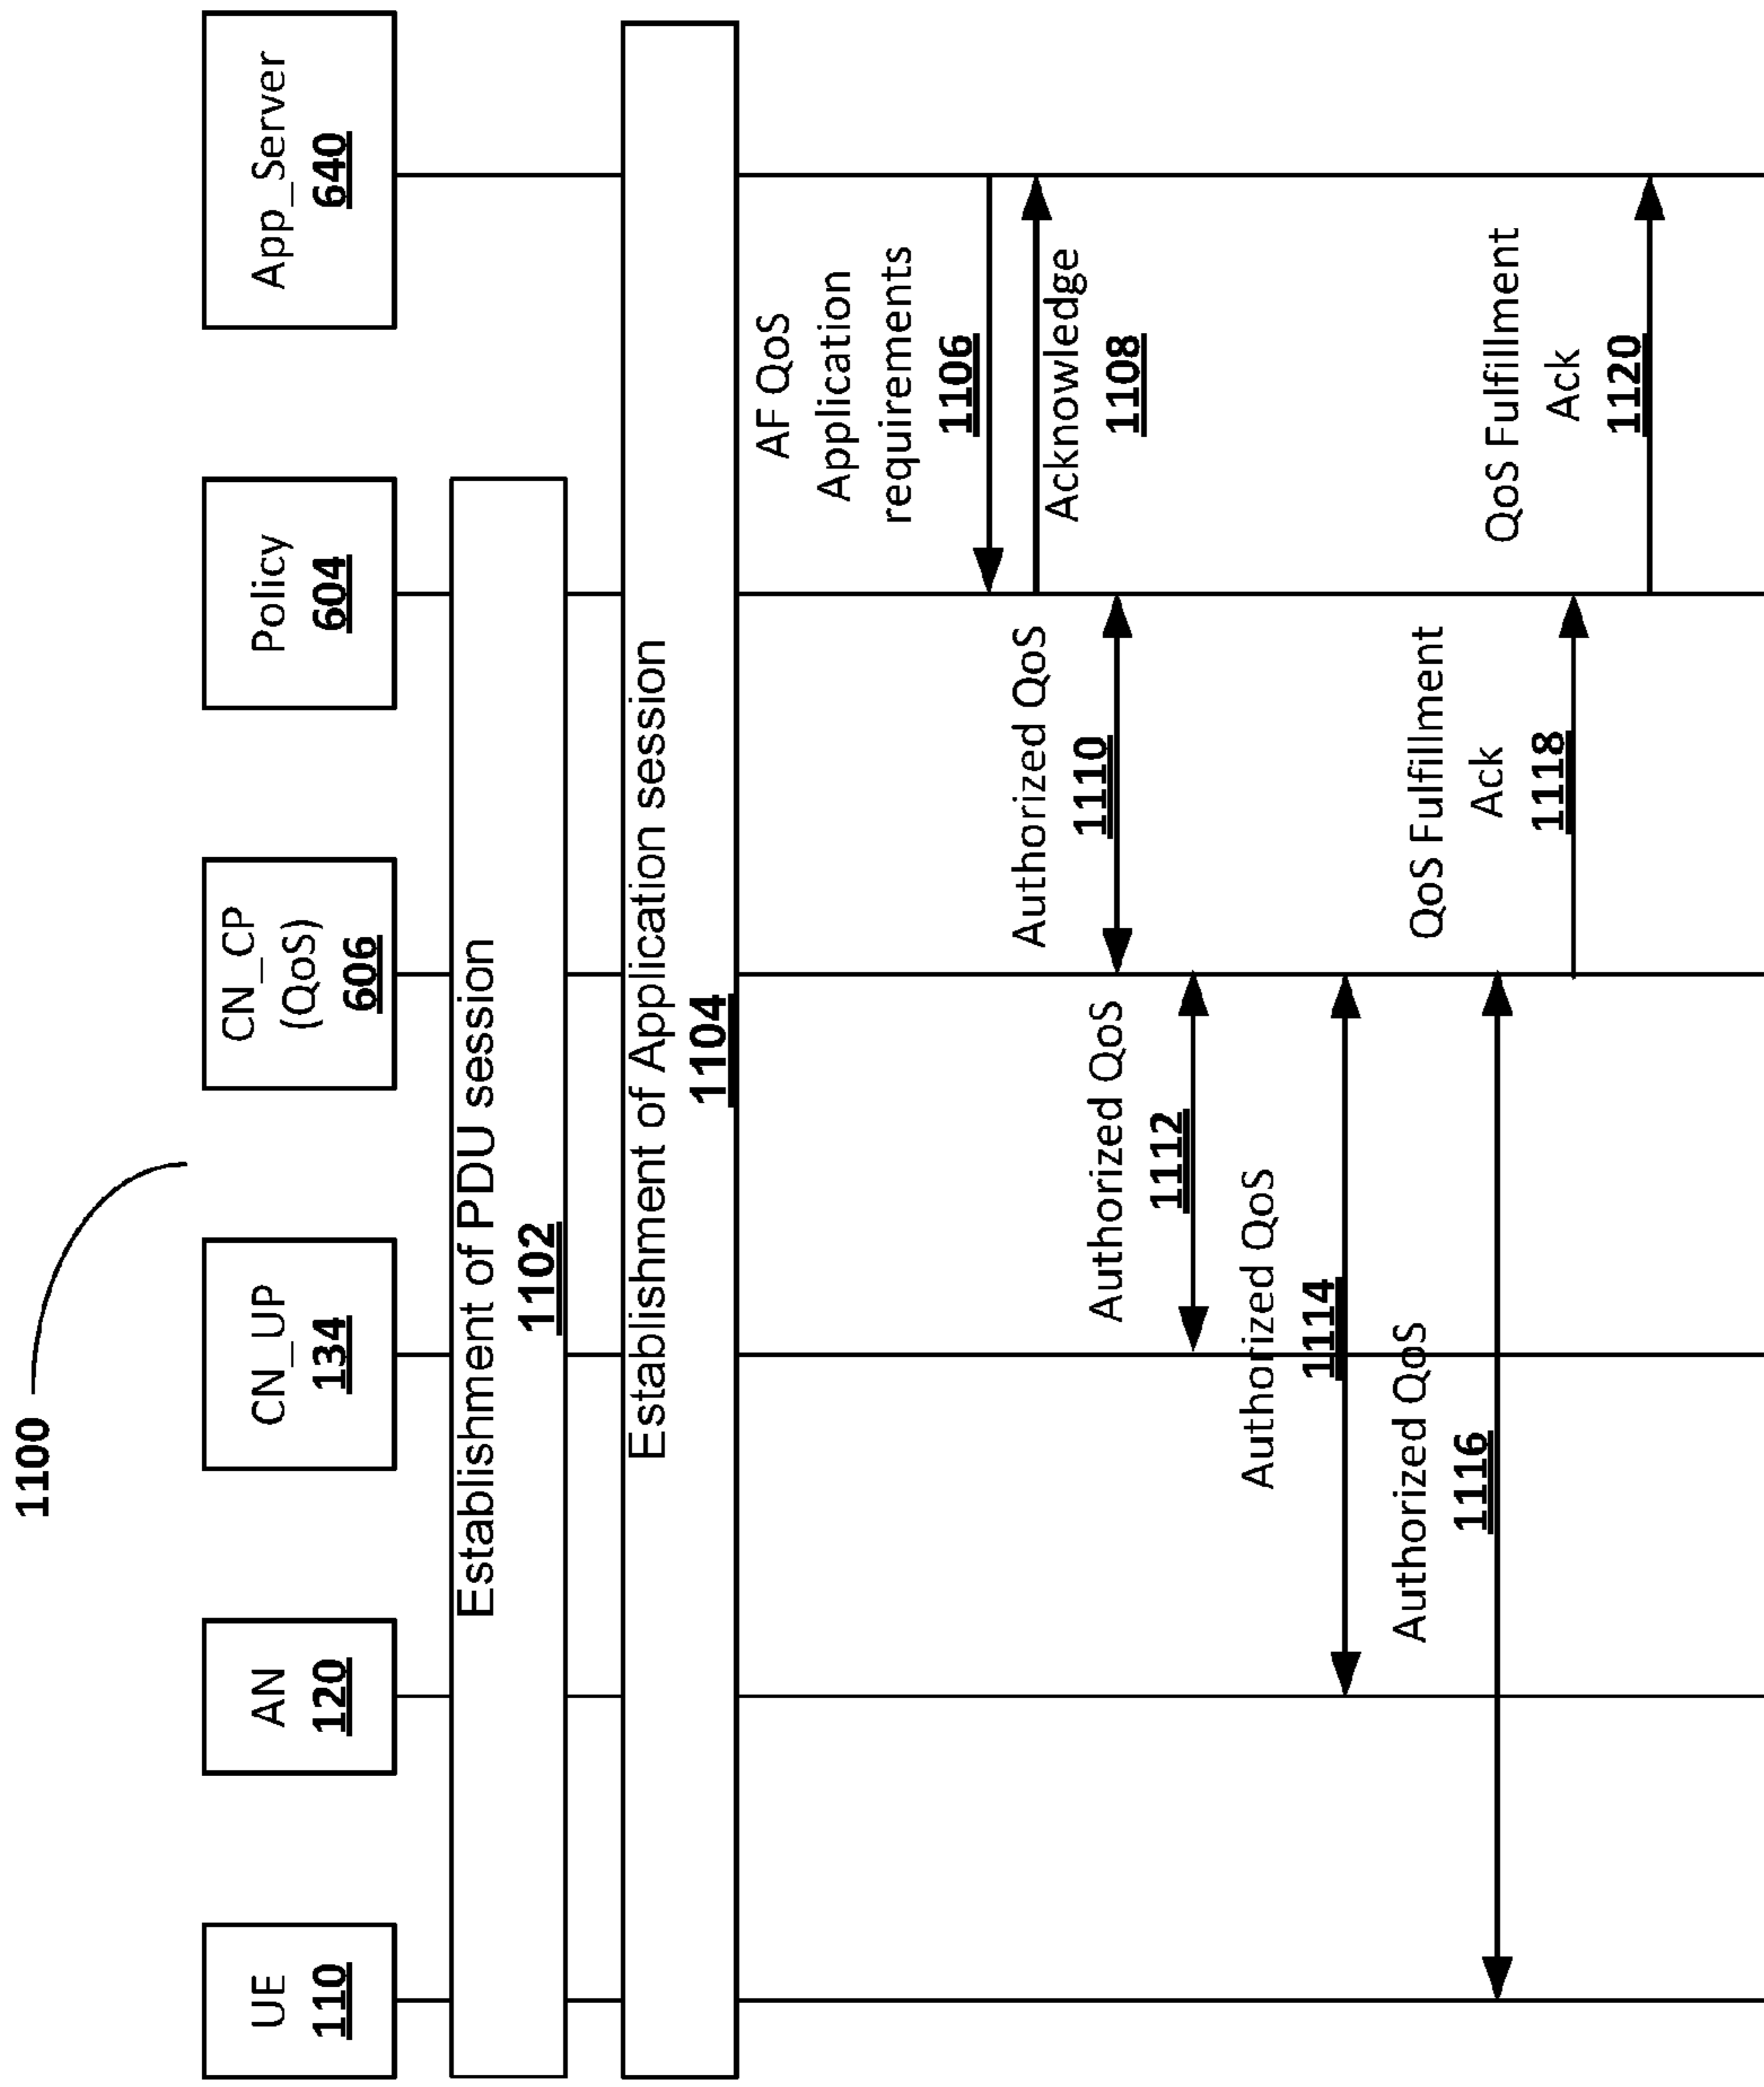 1100
UE
110
AN
120
CN_UP
134
CN_CP
(QoS)
606
Policy
604
App_Server
640
Establishment of PDU session
1102
Establishment of Application session
1104
AF QoS
Application
requirements
1106
Acknowledge
1108
Authorized QoS
1110
Authorized QoS
1112
Authorized QoS
1114
Authorized QoS
1116
QoS Fulfillment
Ack
1118
QoS Fulfillment
Ack
1120